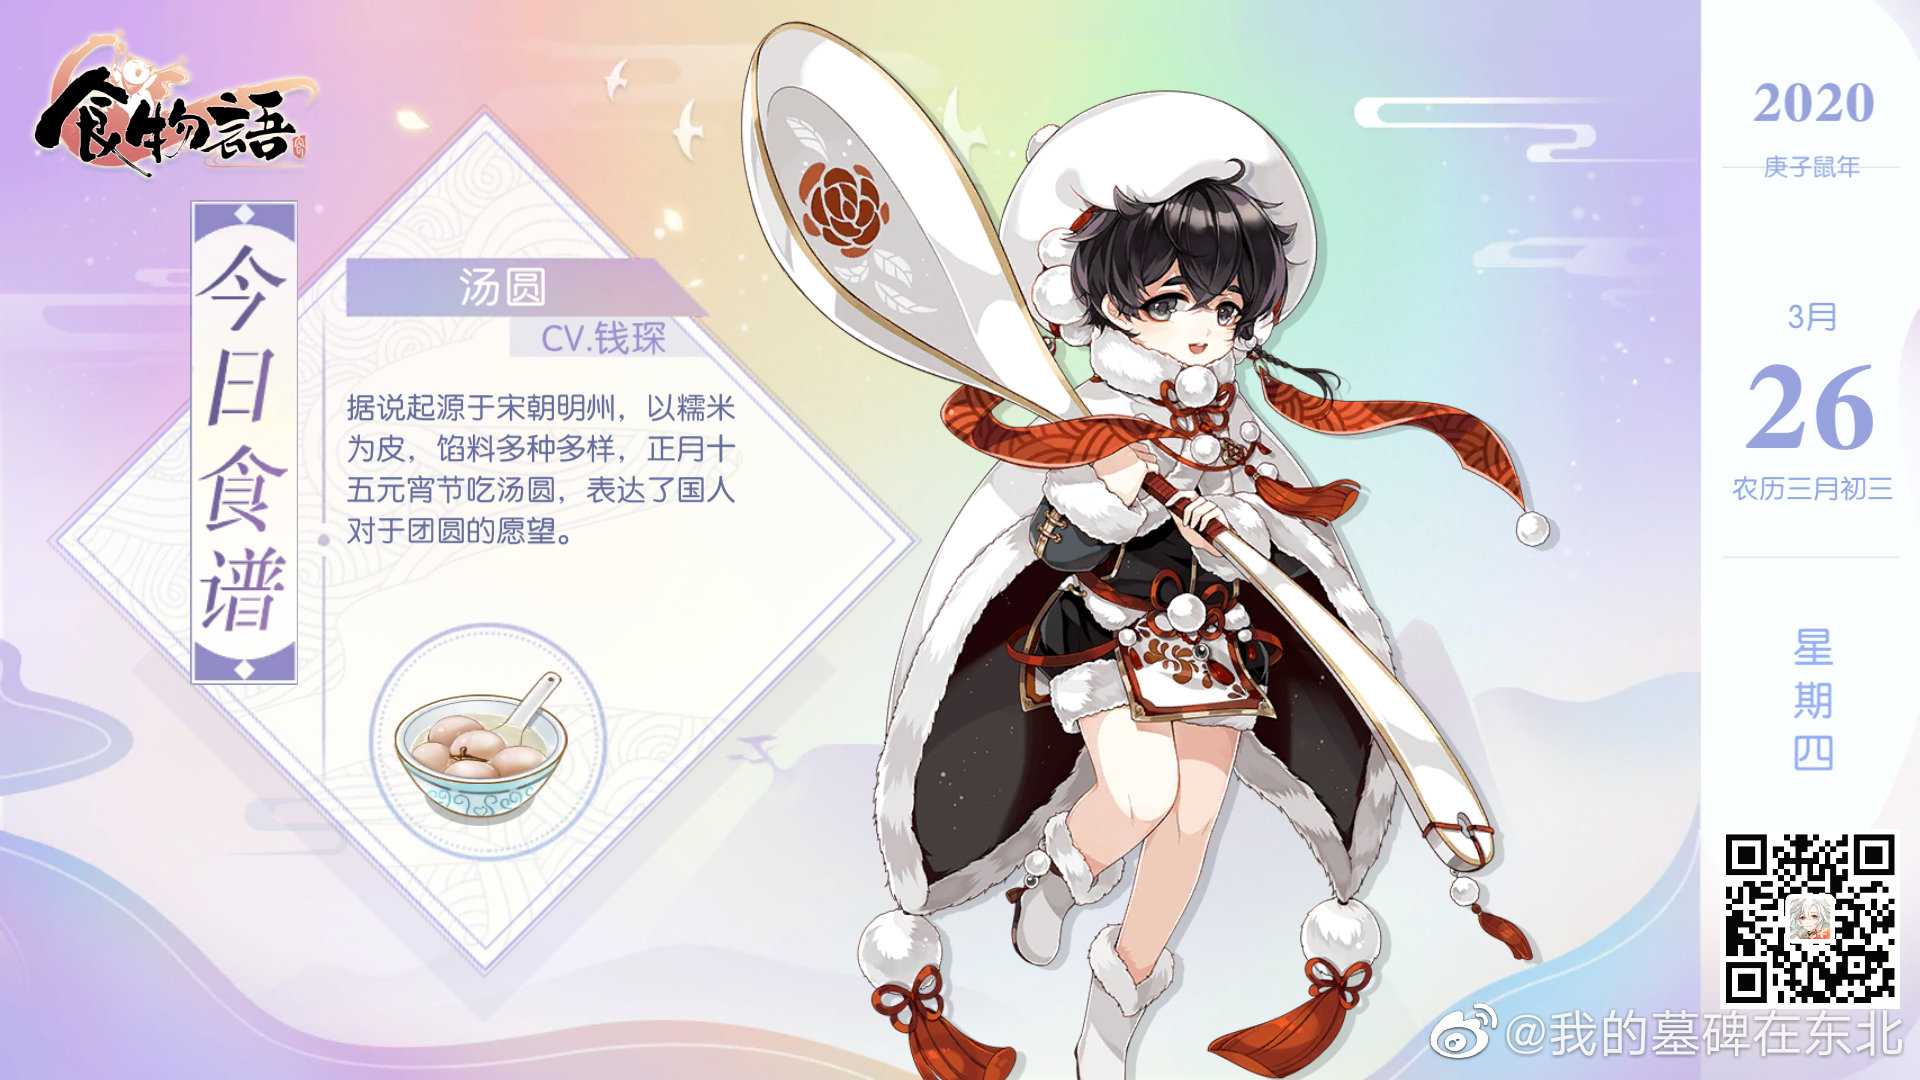 食物語
今日食谱
汤圆
CV.钱琛
据说起源于宋朝明州，以糯米
为皮，馅料多种多样，正月十
五元宵节吃汤圆，表达了国人
对于团圆的愿望。
2020
庚子鼠年
3月
26
农历三月初三
星期四
@我的墓碑在东北